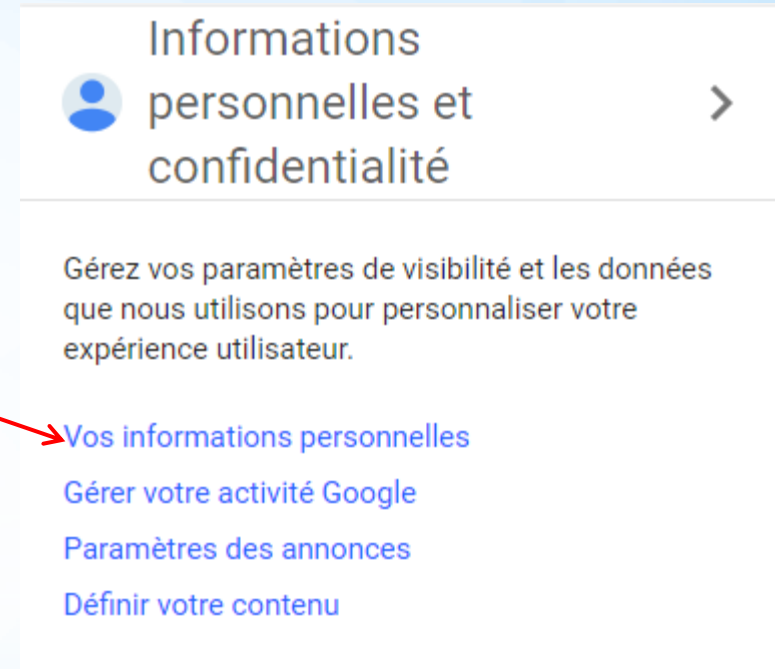 Informations
personnelles et
confidentialité
Gérez vos paramètres de visibilité et les données
que nous utilisons pour personnaliser votre
expérience utilisateur.
Vos informations personnelles
Gérer votre activité Google
Paramètres des annonces
Définir votre contenu